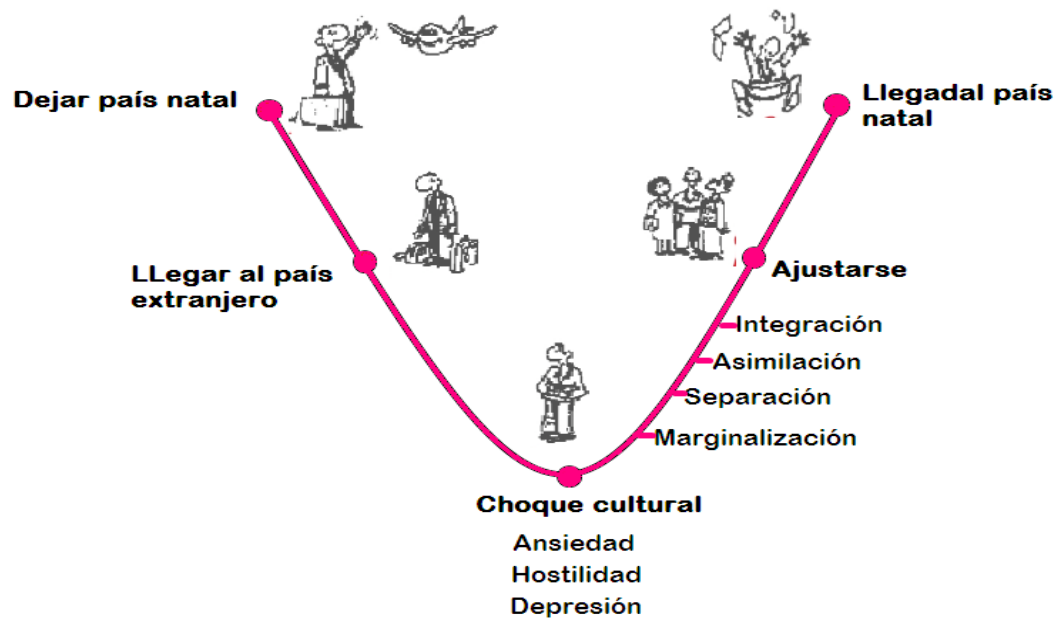 Dejar país natal
Llegadal país
natal
LLegar al país
extranjero
Ajustarse
Integración
Asimilación
Separación
Marginalización
Choque cultural
Ansiedad
Hostilidad
Depresión